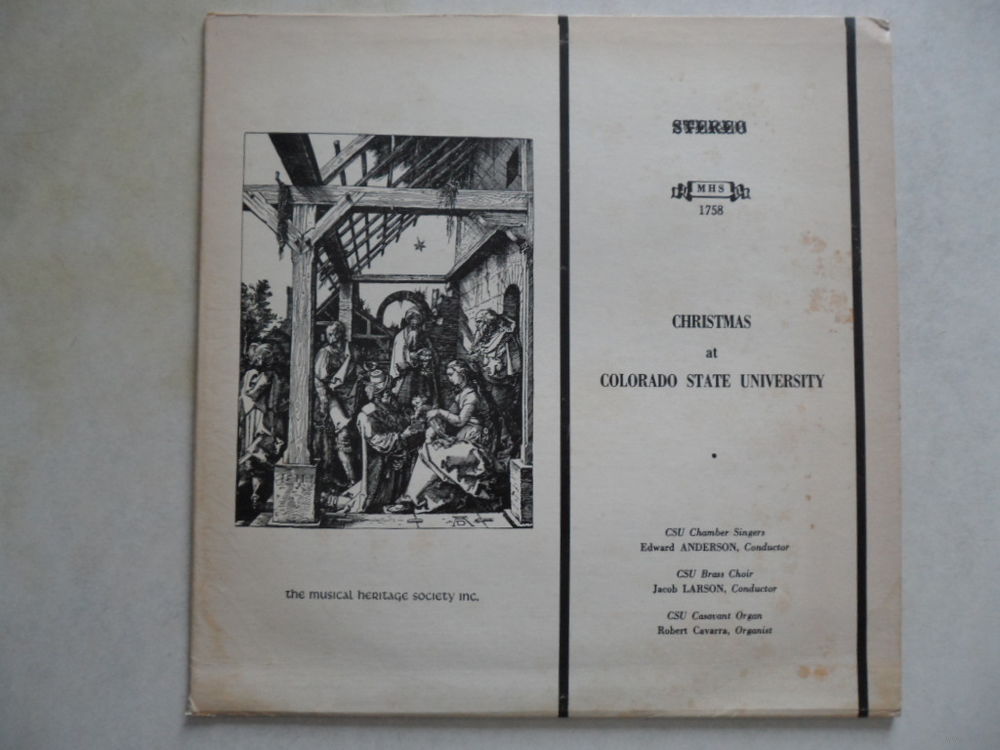 STEREO
MHS
1758
CHRISTMAS
at
COLORADO STATE UNIVERSITY
CSU Chamber Singers
Edward ANDERSON, Conductor
CSU Brass Choir
Jacob LARSON, Conductor
CSU Casavant Organ
Robert Cavarra, Organist
the musical heritage society inc.